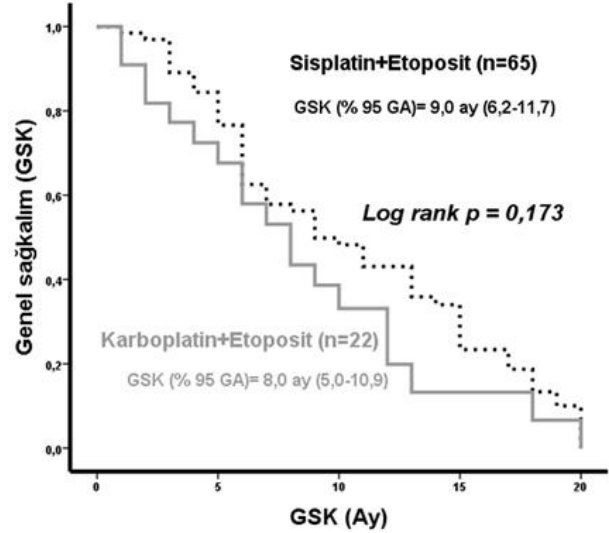 Genel sağkalım (GSK)
1,0
0,8
0,6
0,4
0,2
0,0
Sisplatin+Etoposit (n=65)
GSK (% 95 GA)= 9,0 ay (6,2-11,7)
Log rank p = 0,173
Karboplatin+Etoposit (n=22)
GSK (% 95 GA)= 8,0 ay (5,0-10,9)
0 5 10 15 20
GSK (Ay)